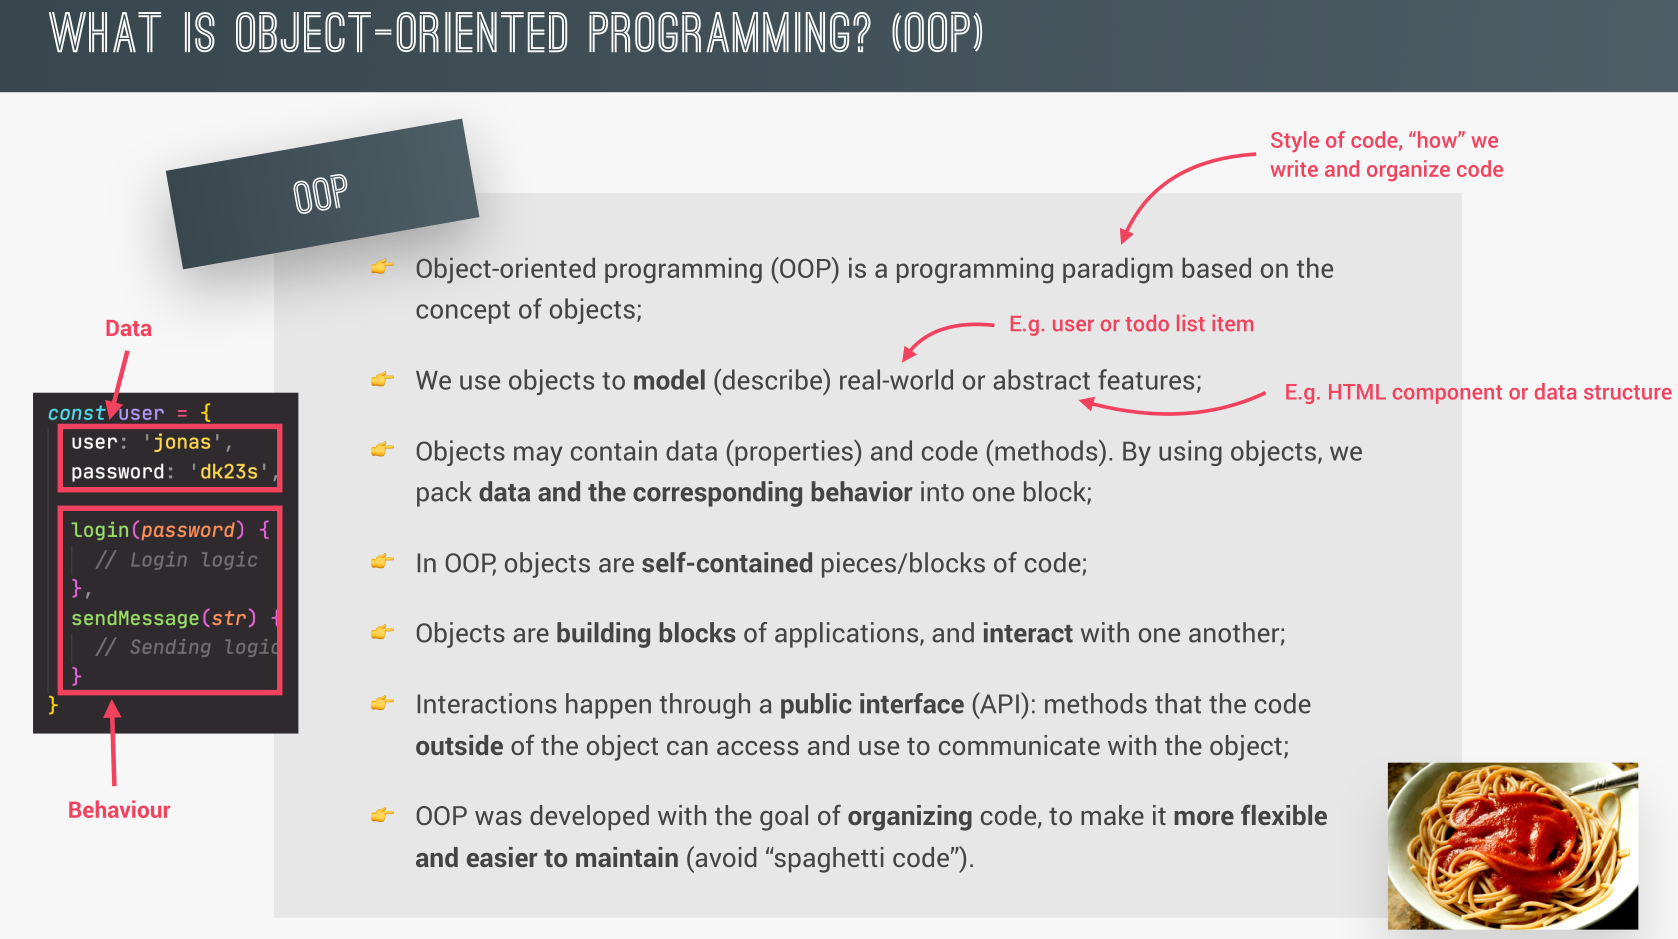 WHAT IS OBJECT-ORIENTED PROGRAMMING? (OOP)
OOP
Style of code, “how” we
write and organize code
Object-oriented programming (OOP) is a programming paradigm based on the
concept of objects;
E.g. user or todo list item
We use objects to model (describe) real-world or abstract features;
E.g. HTML component or data structure
Objects may contain data (properties) and code (methods). By using objects, we
pack data and the corresponding behavior into one block;
In OOP, objects are self-contained pieces/blocks of code;
Objects are building blocks of applications, and interact with one another;
Interactions happen through a public interface (API): methods that the code
outside of the object can access and use to communicate with the object;
OOP was developed with the goal of organizing code, to make it more flexible
and easier to maintain (avoid “spaghetti code”).
Data
const user = {
user: 'jonas',
password: 'dk23s',
login(password) {
// Login logic
},
sendMessage(str) {
// Sending logic
}
}
Behaviour